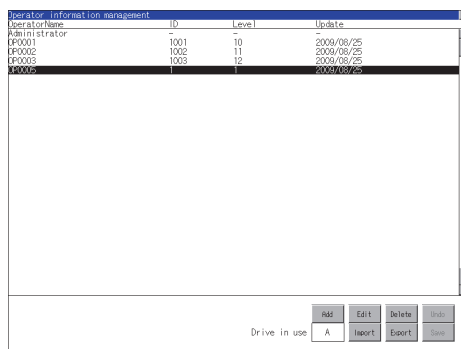 Operator information management
OperatorName ID Level Update
Administrator - - -
OP0001 1001 10 2009/08/25
OP0002 1002 11 2009/08/25
OP0003 1003 12 2009/08/25
OP0005 1 1 2009/08/25
Add Edit Delete Undo
Drive in use A Import Export Save